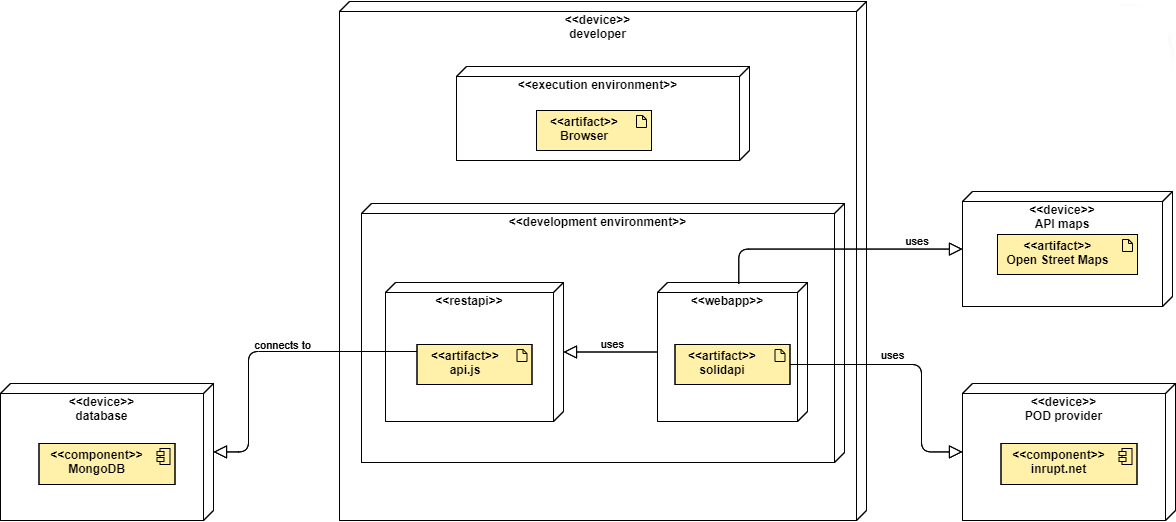 <<device>>
developer
<<execution environment>>
<<artifact>>
Browser
<<development environment>>
<<restapi>>
<<artifact>>
api.js
uses
<<webapp>>
<<artifact>>
solidapi
connects to
<<device>>
database
<<component>>
MongoDB
uses
<<device>>
API maps
<<artifact>>
Open Street Maps
uses
<<device>>
POD provider
<<component>>
inrupt.net